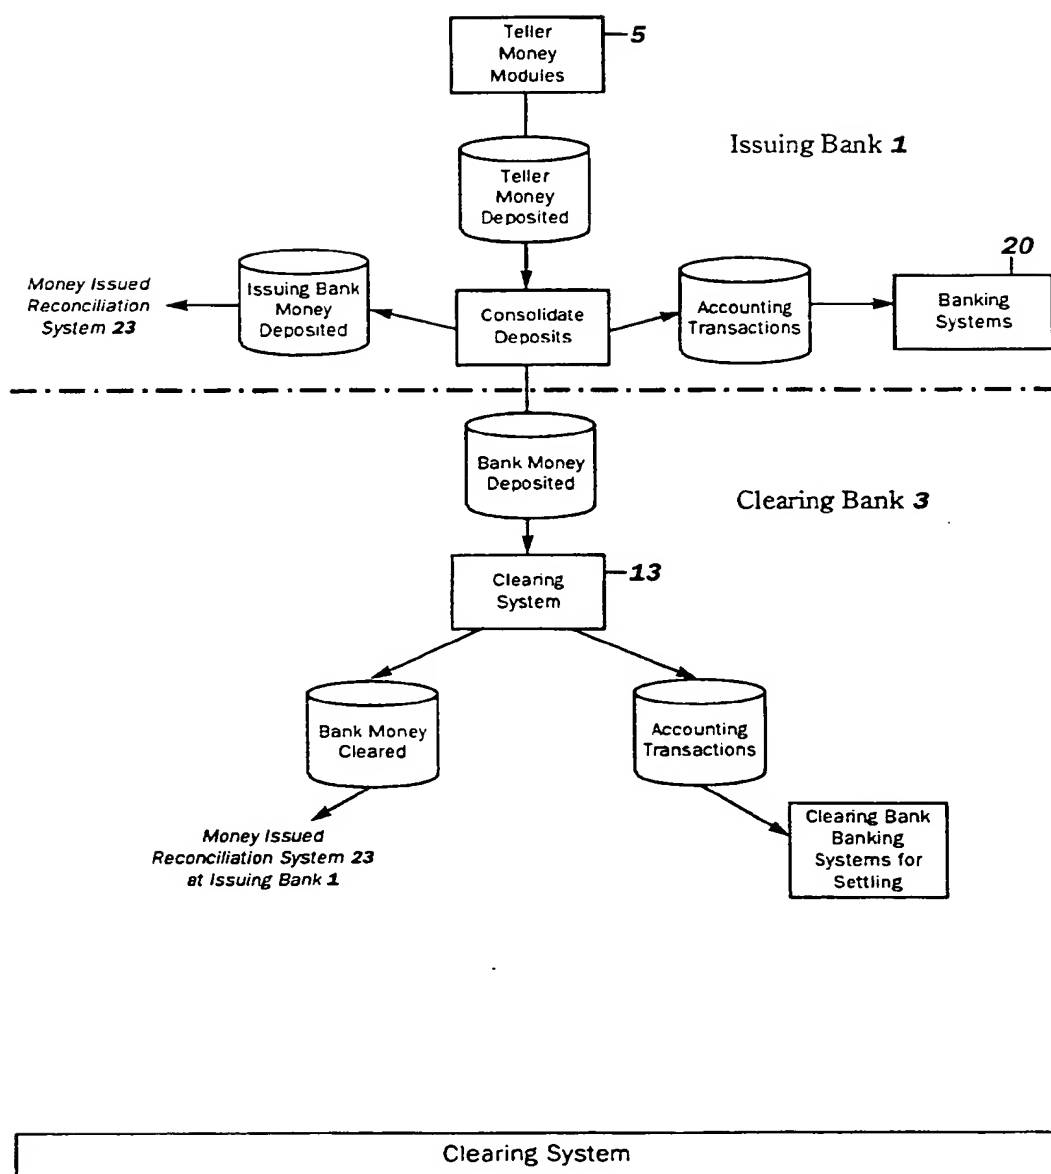 Teller
Money
Modules
5
Issuing Bank 1
Teller
Money
Deposited
20
Money Issued
Reconciliation
System 23
Issuing Bank
Money
Deposited
Consolidate
Deposits
Accounting
Transactions
Banking
Systems
Bank Money
Deposited
Clearing Bank 3
Clearing
System
13
Bank Money
Cleared
Accounting
Transactions
Money Issued
Reconciliation System 23
at Issuing Bank 1
Clearing Bank
Banking
Systems for
Settling
Clearing System